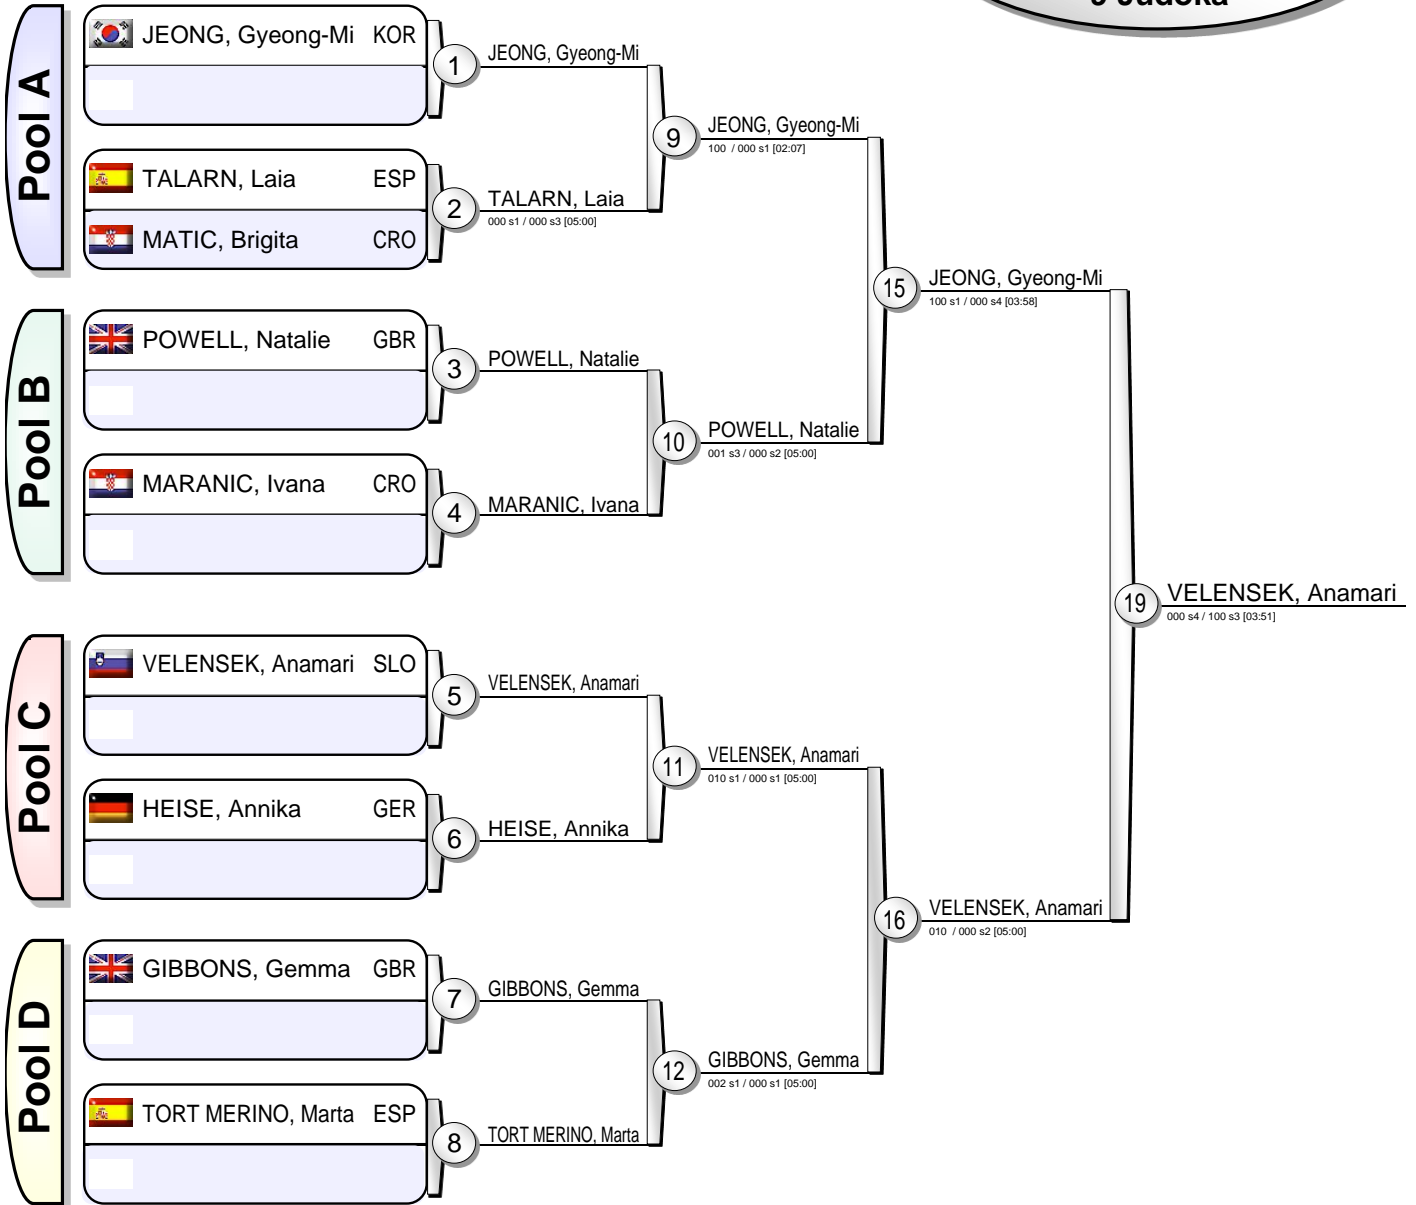 9 Judoka
Pool A
JEONG, Gyeong-Mi KOR
1
JEONG, Gyeong-Mi
TALARN, Laia ESP
MATIC, Brigita CRO
2
TALARN, Laia
000 s1 / 000 s3 [05:00]
9
JEONG, Gyeong-Mi
100 / 000 s1 [02:07]
Pool B
POWELL, Natalie GBR
3
POWELL, Natalie
MARANIC, Ivana CRO
4
MARANIC, Ivana
10
POWELL, Natalie
001 s3 / 000 s2 [05:00]
15
JEONG, Gyeong-Mi
100 s1 / 000 s4 [03:58]
Pool C
VELENSEK, Anamari SLO
5
VELENSEK, Anamari
HEISE, Annika GER
6
HEISE, Annika
11
VELENSEK, Anamari
010 s1 / 000 s1 [05:00]
Pool D
GIBBONS, Gemma GBR
7
GIBBONS, Gemma
TORT MERINO, Marta ESP
8
TORT MERINO, Marta
12
GIBBONS, Gemma
002 s1 / 000 s1 [05:00]
16
VELENSEK, Anamari
010 / 000 s2 [05:00]
19
VELENSEK, Anamari
000 s4 / 100 s3 [03:51]